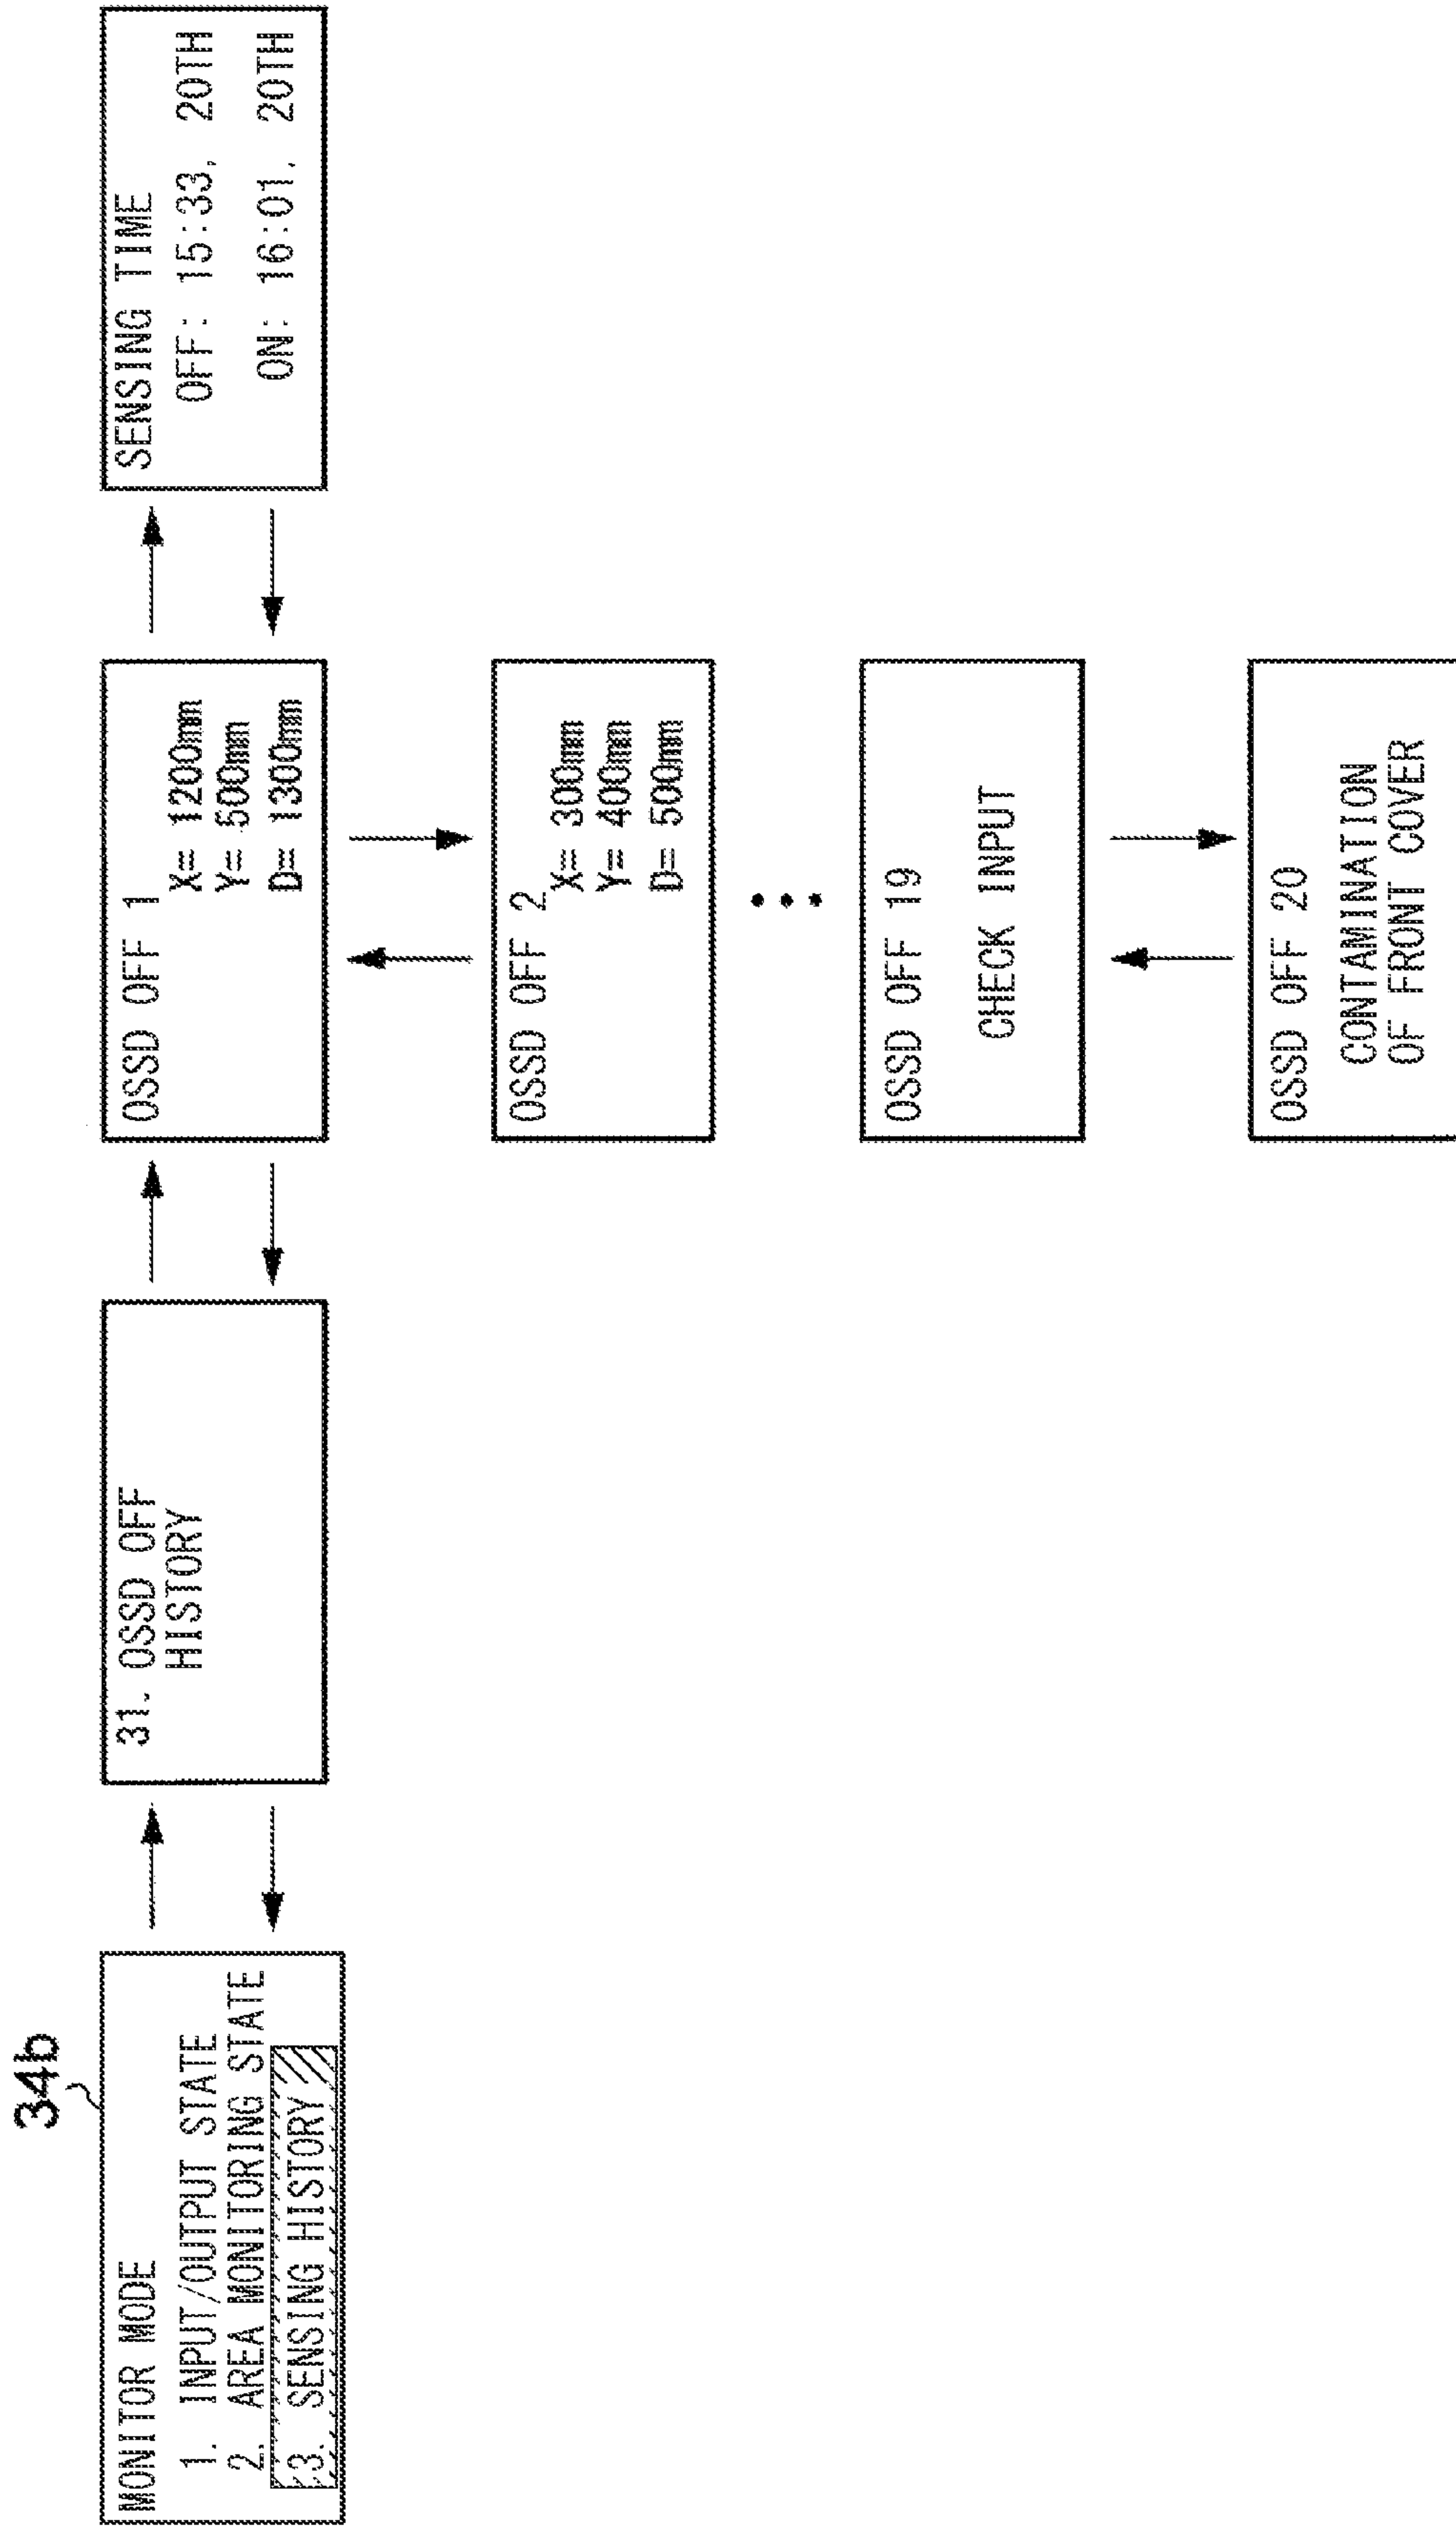 34b
MONITOR MODE
1. INPUT/OUTPUT STATE
2. AREA MONITORING STATE
3. SENSING HISTORY
31. OSSD OFF
HISTORY
OSSD OFF 1
X= 1200mm
Y= 500mm
D= 1300mm
SENSING TIME
OFF: 15:33, 20TH
ON: 16:01, 20TH
OSSD OFF 2
X= 300mm
Y= 400mm
D= 500mm
OSSD OFF 19
CHECK INPUT
OSSD OFF 20
CONTAMINATION
OF FRONT COVER